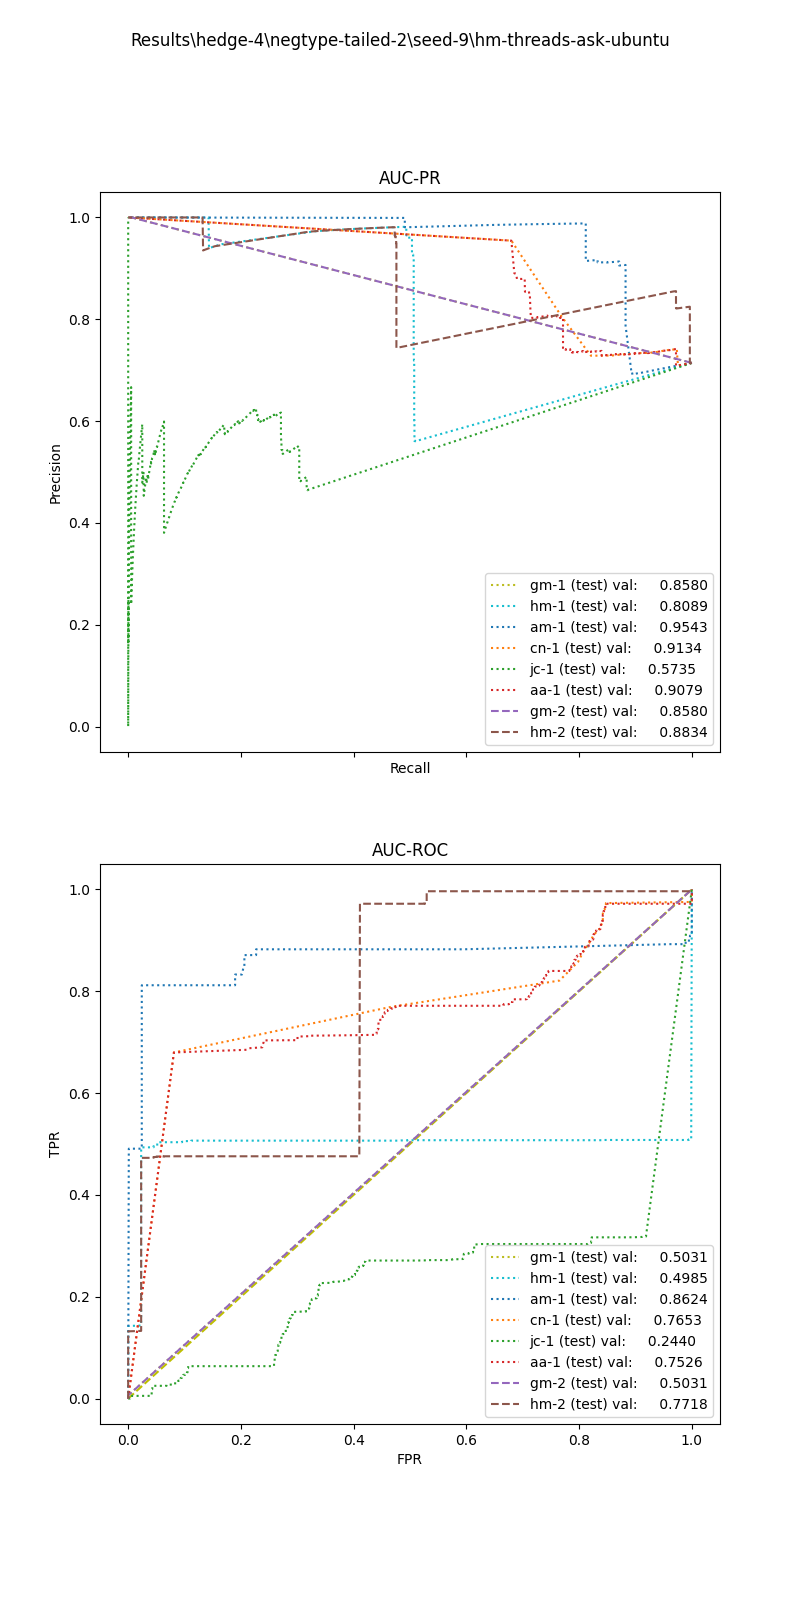 Results\hedge-4\negtype-tailed-2\seed-9\hm-threads-ask-ubuntu
AUC-PR
1.0
0.8
0.6
0.4
0.2
0.0
Precision
Recall
gm-1 (test) val: 0.8580
hm-1 (test) val: 0.8089
am-1 (test) val: 0.9543
cn-1 (test) val: 0.9134
jc-1 (test) val: 0.5735
aa-1 (test) val: 0.9079
gm-2 (test) val: 0.8580
hm-2 (test) val: 0.8834
AUC-ROC
1.0
0.8
0.6
0.4
0.2
0.0
TPR
0.0 0.2 0.4 0.6 0.8 1.0
FPR
gm-1 (test) val: 0.5031
hm-1 (test) val: 0.4985
am-1 (test) val: 0.8624
cn-1 (test) val: 0.7653
jc-1 (test) val: 0.2440
aa-1 (test) val: 0.7526
gm-2 (test) val: 0.5031
hm-2 (test) val: 0.7718